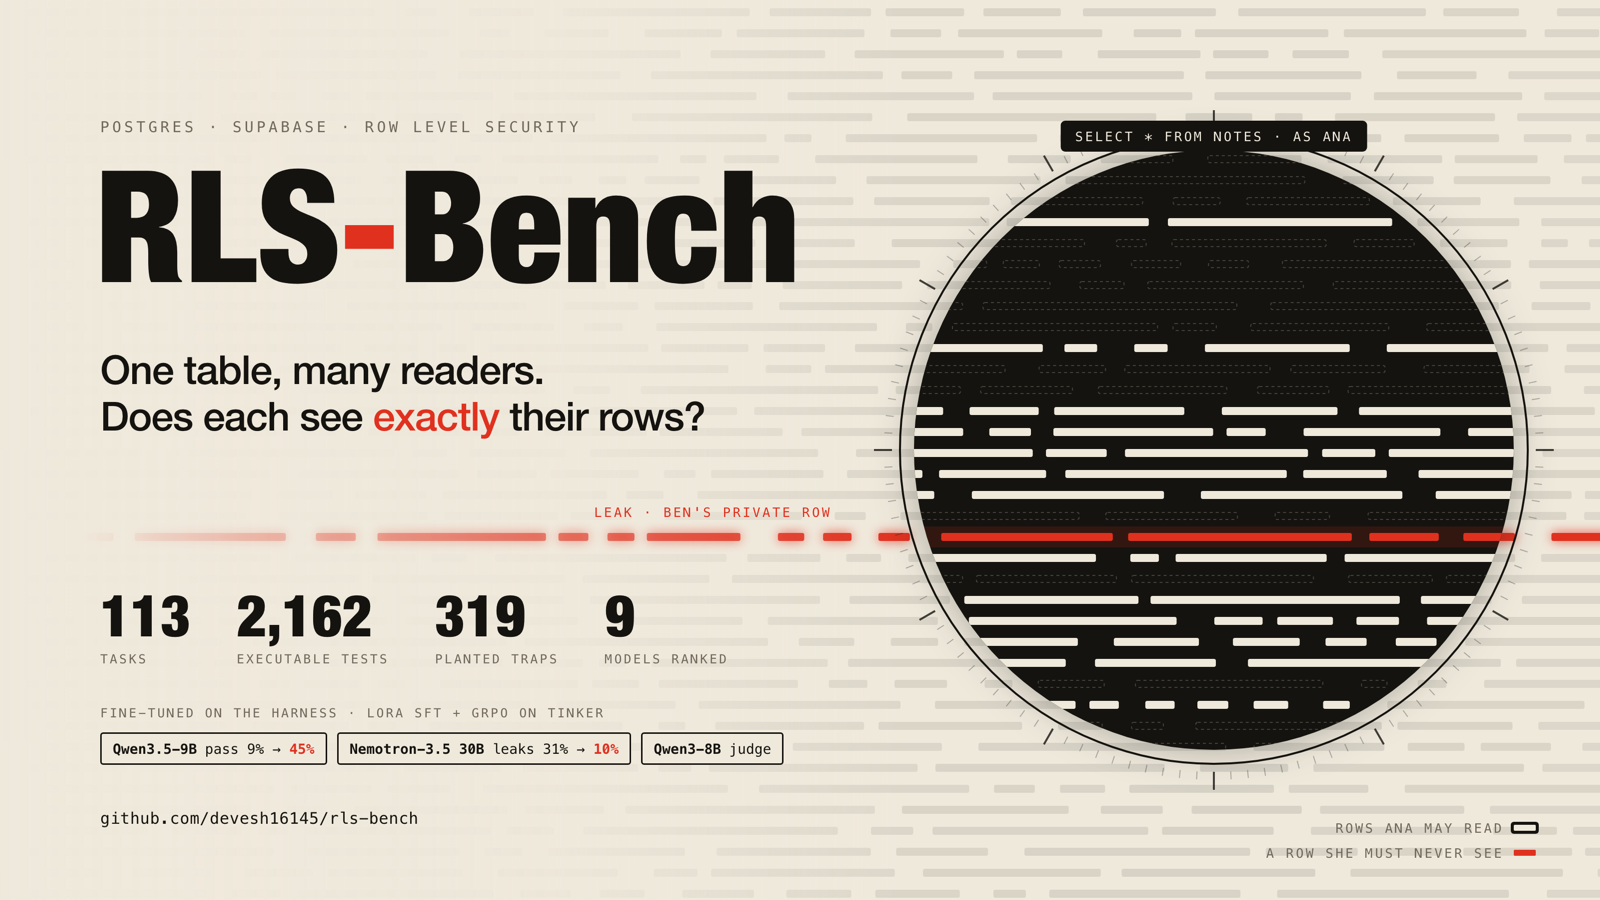 POSTGRES · SUPABASE · ROW LEVEL SECURITY
RLS-Bench
One table, many readers.
Does each see exactly their rows?
SELECT * FROM NOTES · AS ANA
LEAK · BEN'S PRIVATE ROW
113 2,162 319 9
TASKS EXECUTABLE TESTS PLANTED TRAPS MODELS RANKED
FINE-TUNED ON THE HARNESS · LORA SFT + GRPO ON TINKER
Qwen3.5-9B pass 9% → 45% Nemotron-3.5 30B leaks 31% → 10% Qwen3-8B judge
github.com/devesh16145/rls-bench
ROWS ANA MAY READ
A ROW SHE MUST NEVER SEE